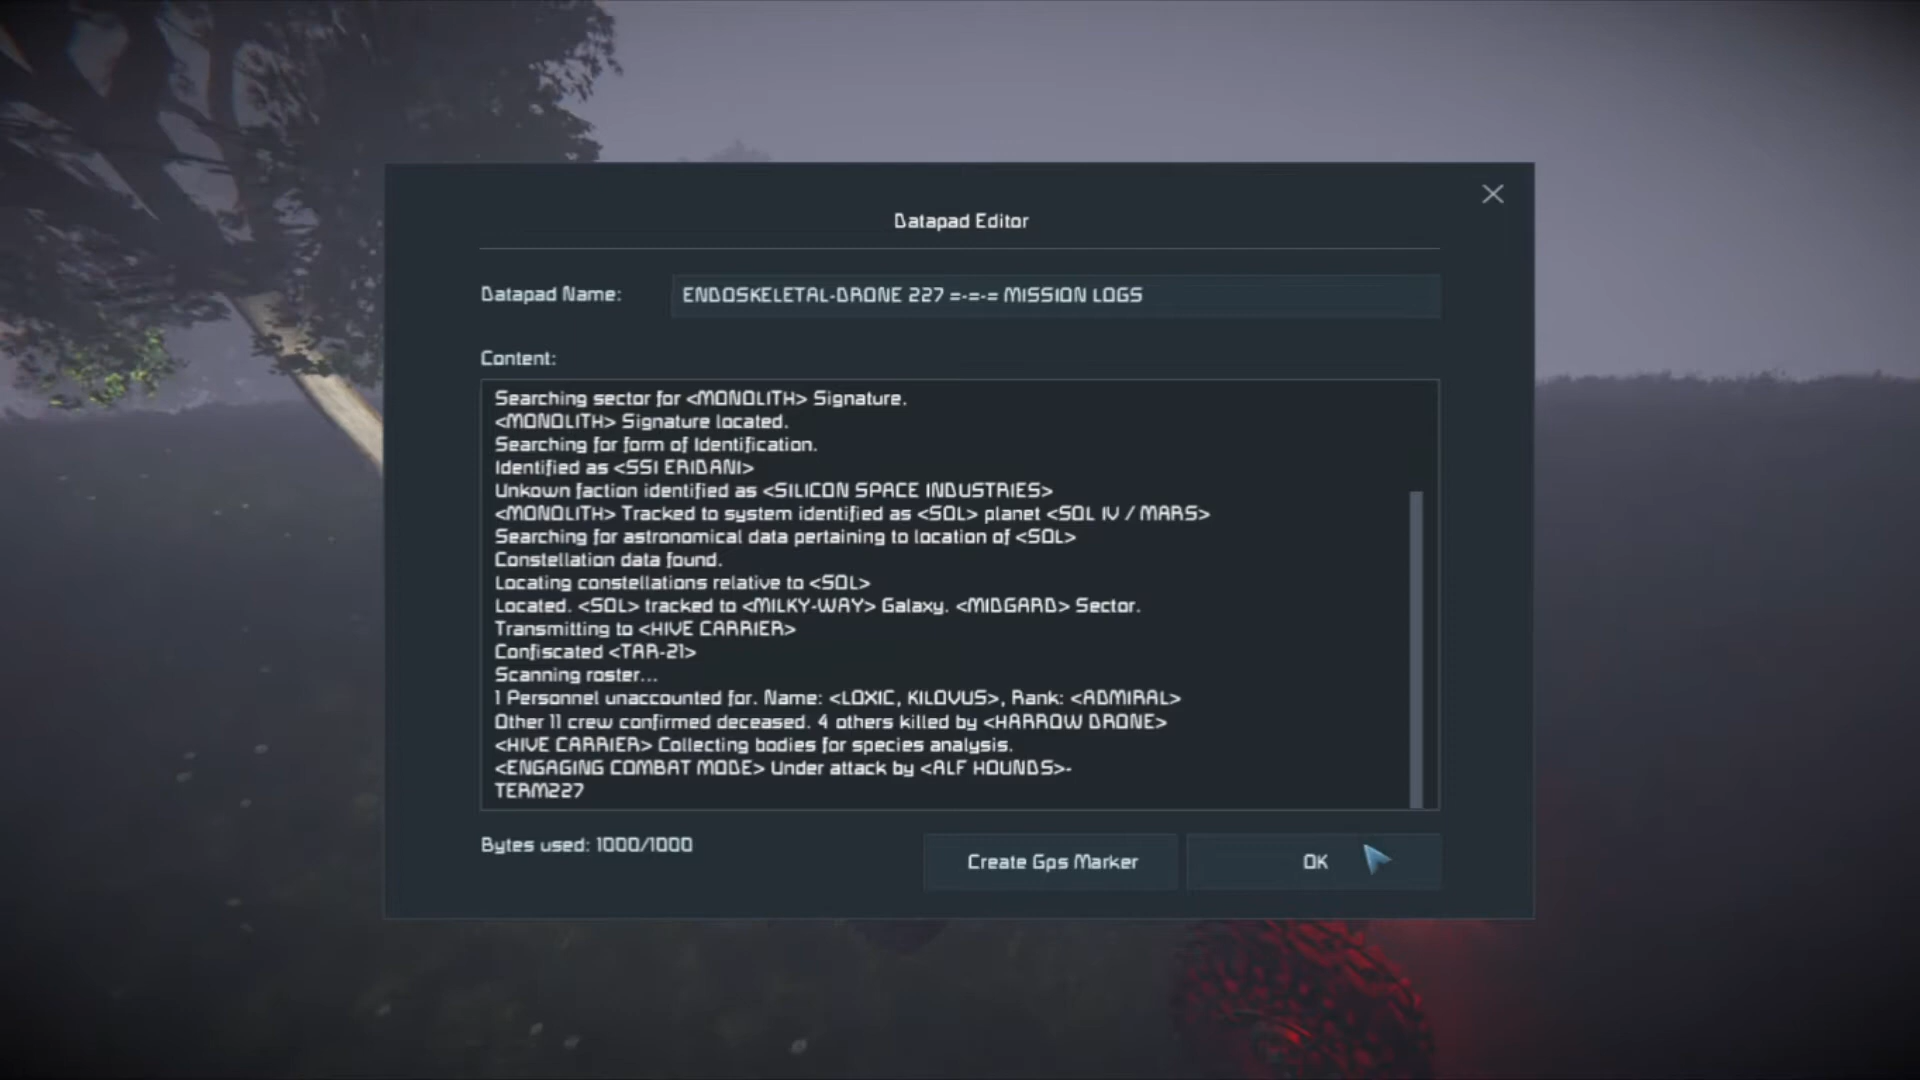 Datapad Editor
Datapad Name: ENDOSKELETAL-DRONE 227 =-=-= MISSION LOGS
Content:
Searching sector for <MONOLITH> Signature.
<MONOLITH> Signature located.
Searching for form of Identification.
Identified as <SSI ERIDANI>
Unkown faction identified as <SILICON SPACE INDUSTRIES>
<MONOLITH> Tracked to system identified as <SOL> planet <SOL IV / MARS>
Searching for astronomical data pertaining to location of <SOL>
Constellation data found.
Locating constellations relative to <SOL>
Located. <SOL> tracked to <MILKY-WAY> Galaxy. <MIDGARD> Sector.
Transmitting to <HIVE CARRIER>
Confiscated <TAR-21>
Scanning roster...
1 Personnel unaccounted for. Name: <LOXIC, KILOVUS>, Rank: <ADMIRAL>
Other 11 crew confirmed deceased. 4 others killed by <HARROW DRONE>
<HIVE CARRIER> Collecting bodies for species analysis.
<ENGAGING COMBAT MODE> Under attack by <ALF HOUNDS>-
TERM227
Bytes used: 1000/1000
Create Gps Marker
OK